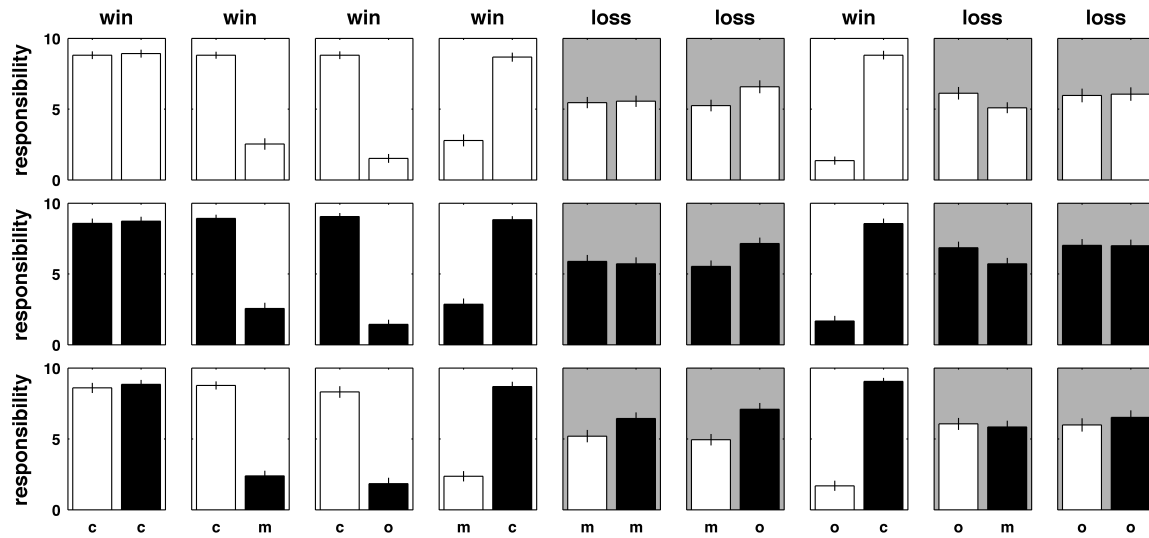 win win win win loss loss win loss loss
responsibility 10 5 0
responsibility 10 5 0
responsibility 10 5 0
c c c m c o m c m m m o o c o m o o